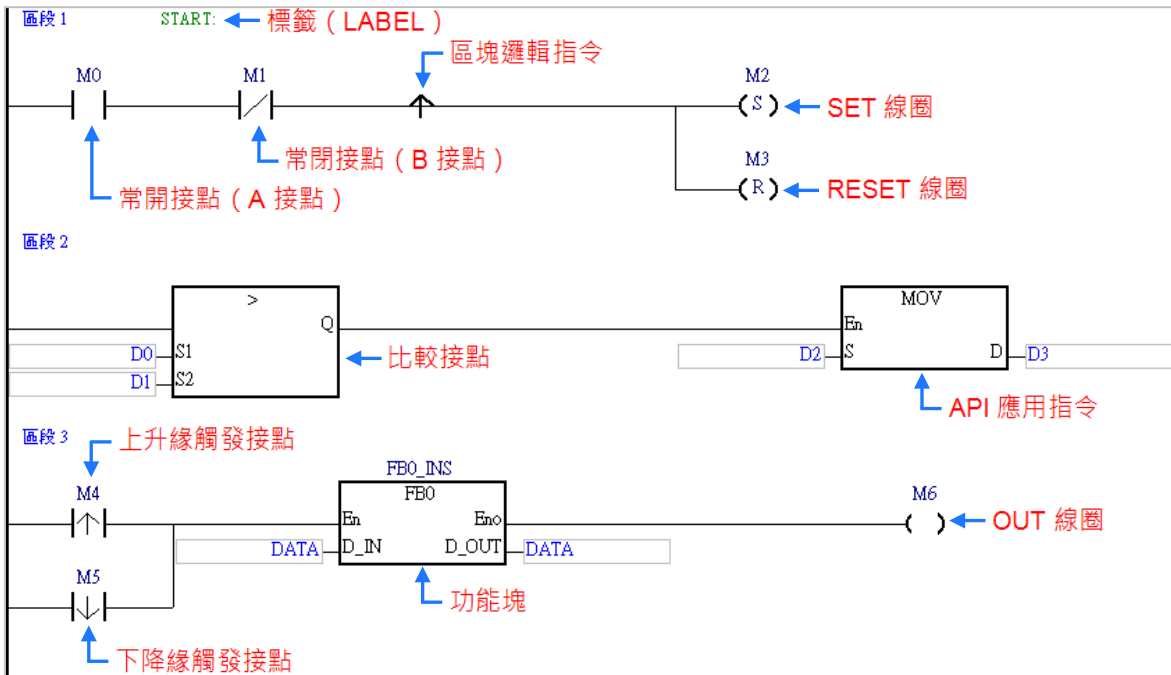 區段 1
START:
標籤（LABEL）
區塊邏輯指令
M0
M1
M2
S
SET 線圈
常閉接點（B 接點）
M3
R
RESET 線圈
常開接點（A 接點）
區段 2
>
MOV
Q
En
D0
S1
比較接點
D2
S
D
D3
D1
S2
API 應用指令
區段 3
上升緣觸發接點
FB0_INS
M4
FB0
M6
En
Eno
OUT 線圈
DATA
D_IN
D_OUT
DATA
M5
功能塊
下降緣觸發接點